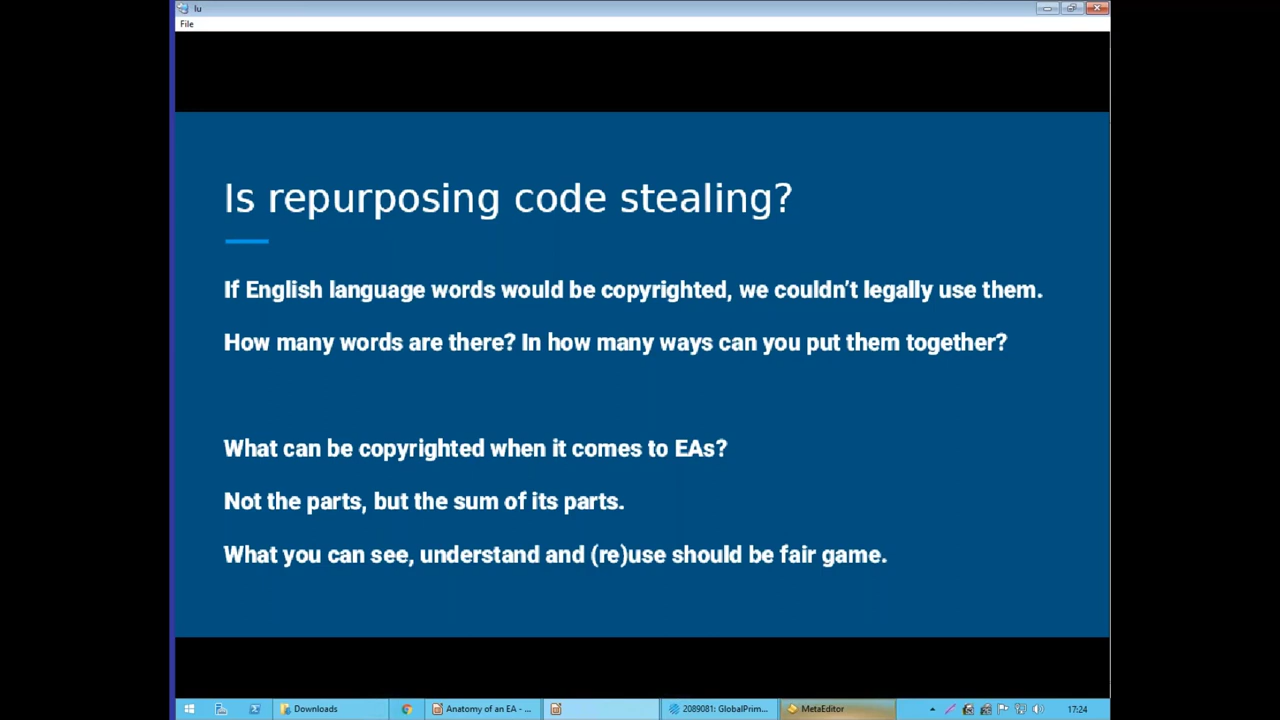 lu
File
Is repurposing code stealing?
If English language words would be copyrighted, we couldn't legally use them.
How many words are there? In how many ways can you put them together?
What can be copyrighted when it comes to EAs?
Not the parts, but the sum of its parts.
What you can see, understand and (re)use should be fair game.
Downloads
Anatomy of an EA - ...
2089081: GlobalPrim...
MetaEditor
17:24